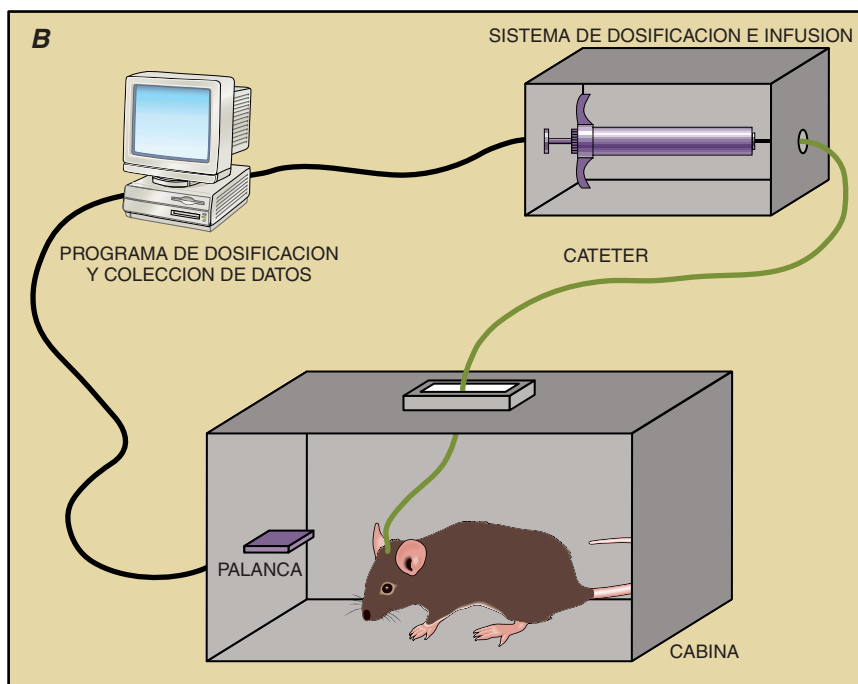 B
SISTEMA DE DOSIFICACION E INFUSION
PROGRAMA DE DOSIFICACION
Y COLECCION DE DATOS
CATETER
PALANCA
CABINA